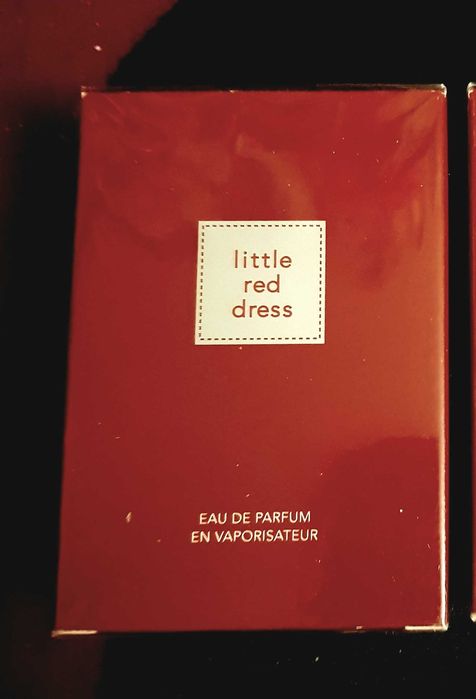 little
red
dress
EAU DE PARFUM
EN VAPORISATEUR